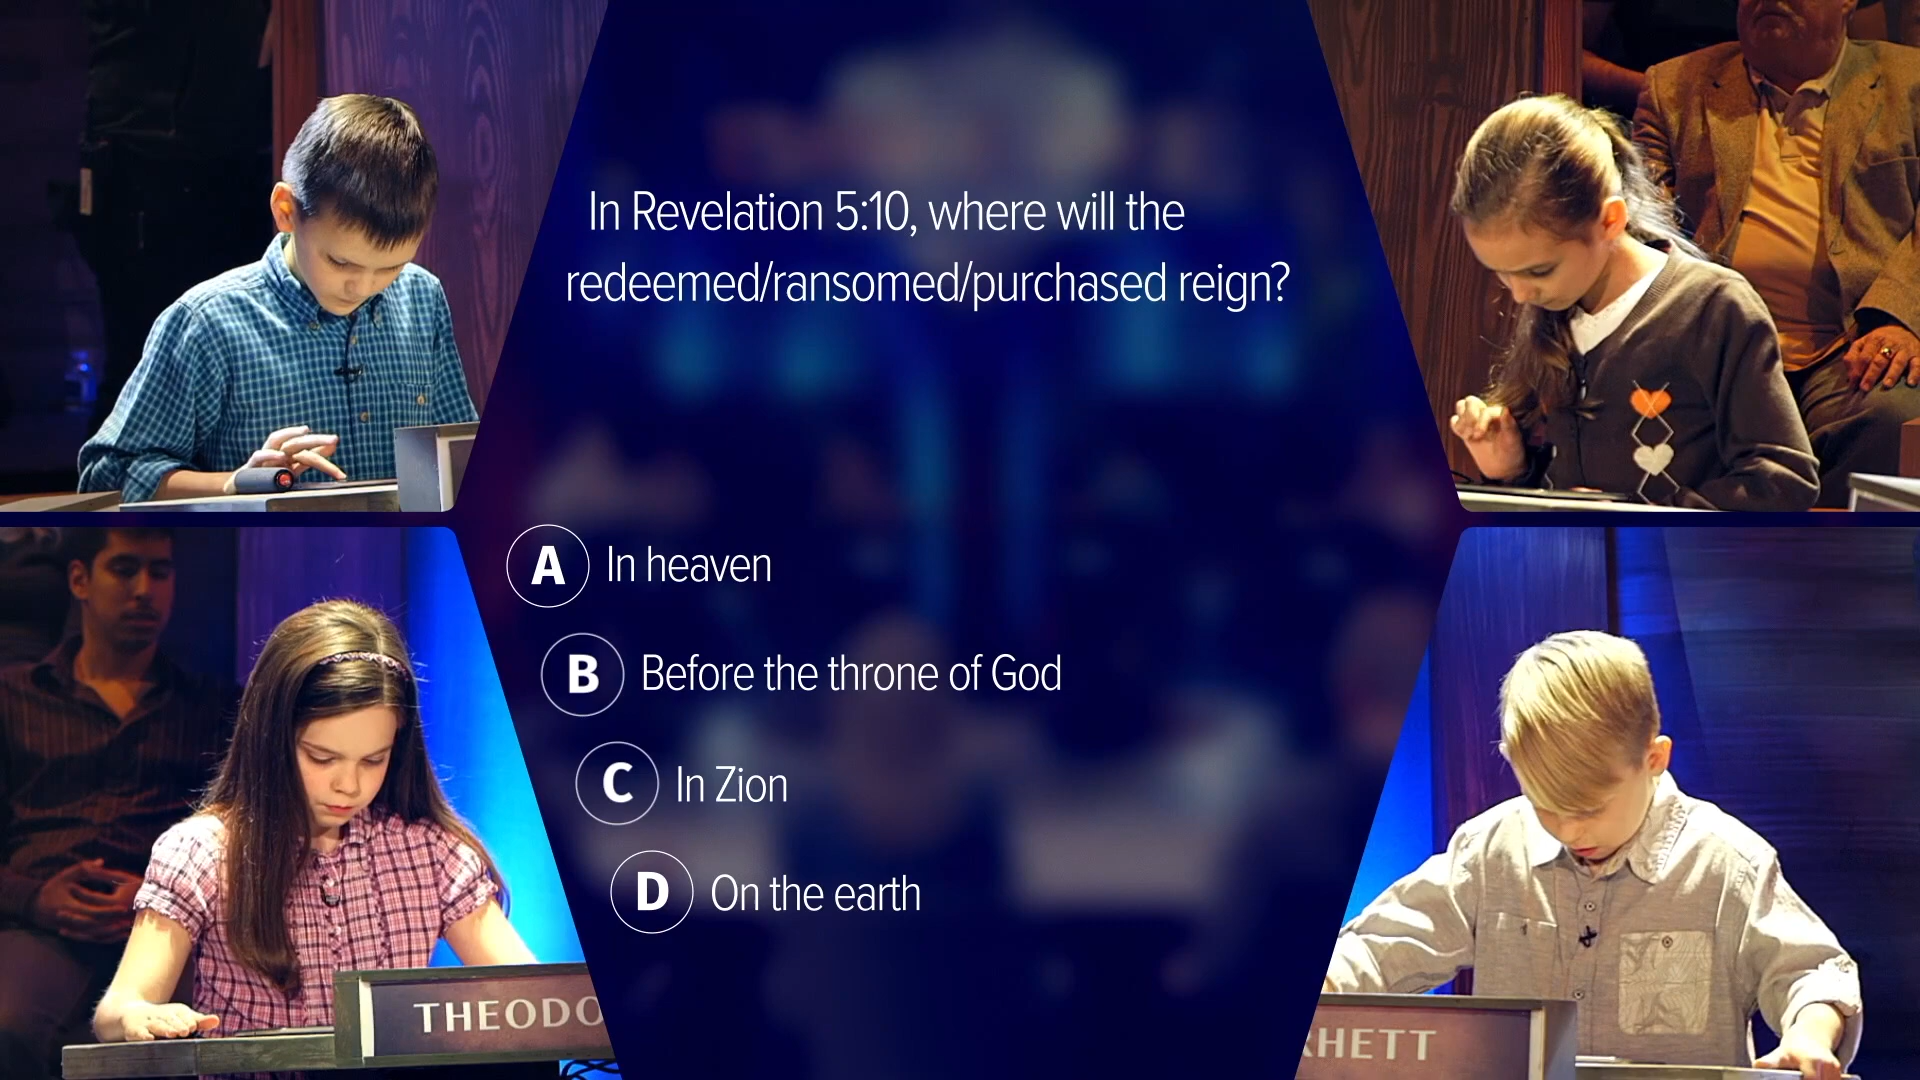 In Revelation 5:10, where will the
redeemed/ransomed/purchased reign?
A In heaven
B Before the throne of God
C In Zion
D On the earth
THEODO
RHETT